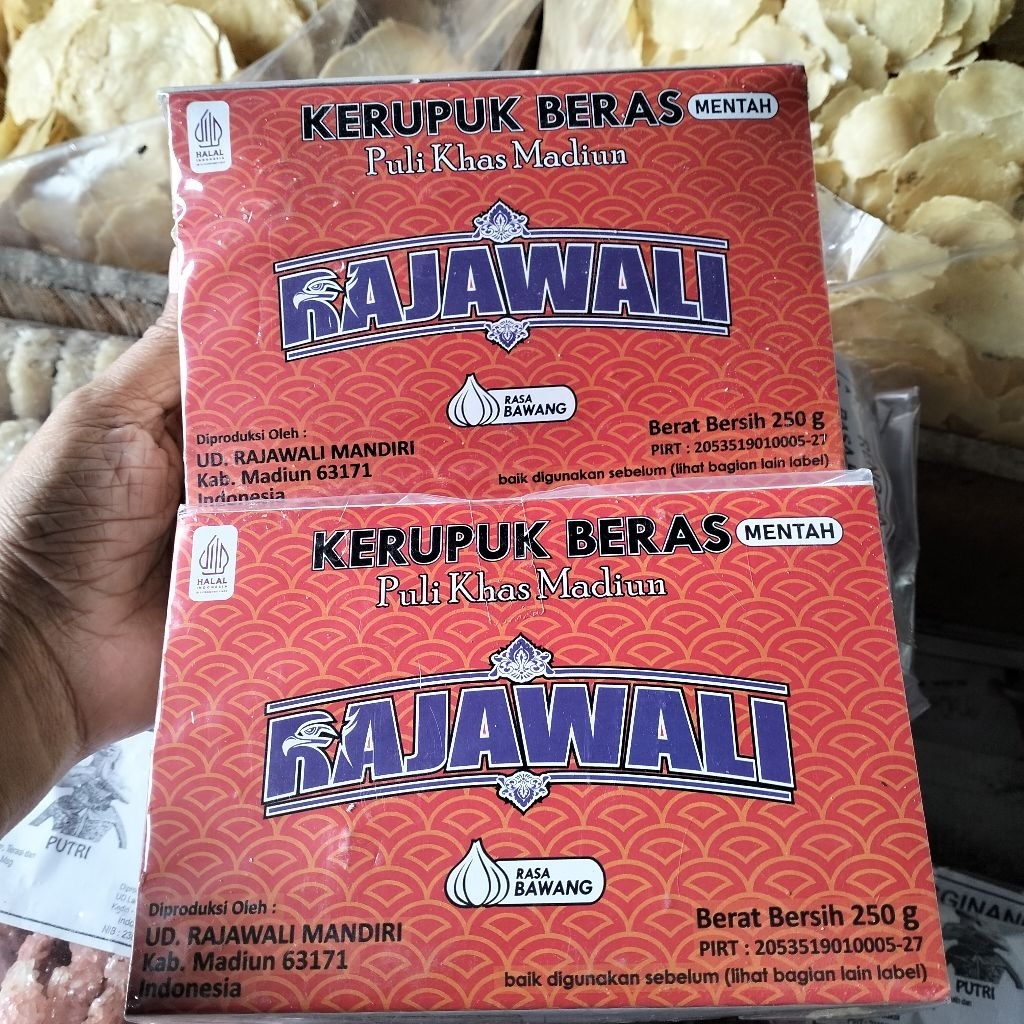 HALAL
INDONESIA
KERUPUK BERAS MENTAH
Puli Khas Madiun
RAJAWALI
RASA
BAWANG
Diproduksi Oleh :
UD. RAJAWALI MANDIRI
Kab. Madiun 63171
Indonesia
Berat Bersih 250 g
PIRT : 2053519010005-27
baik digunakan sebelum (lihat bagian lain label)
HALAL
INDONESIA
KERUPUK BERAS MENTAH
Puli Khas Madiun
RAJAWALI
RASA
BAWANG
Diproduksi Oleh :
UD. RAJAWALI MANDIRI
Kab. Madiun 63171
Indonesia
Berat Bersih 250 g
PIRT : 2053519010005-27
baik digunakan sebelum (lihat bagian lain label)
PUTRI
PUTRI